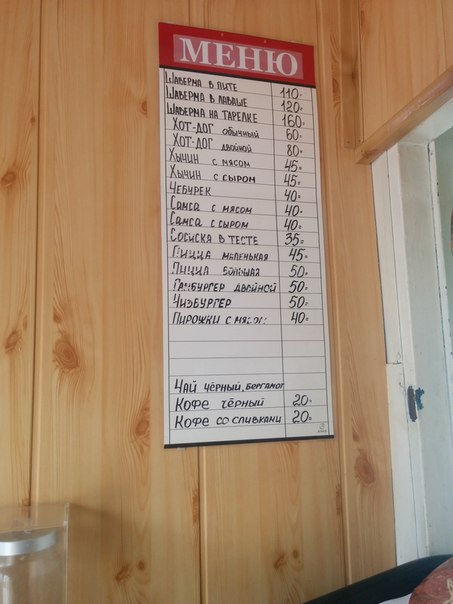 МЕНЮ
ШАВЕРМА В ПИТЕ 110-
ШАВЕРМА В ЛАВАШЕ 120-
ШАВЕРМА НА ТАРЕЛКЕ 160-
ХОТ-ДОГ ОБЫЧНЫЙ 60-
ХОТ-ДОГ ДВОЙНОЙ 80-
ХЫЧИН С МЯСОМ 45-
ХЫЧИН С СЫРОМ 45-
ЧЕБУРЕК 40-
САМСА С МЯСОМ 40-
САМСА С СЫРОМ 40-
СОСИСКА В ТЕСТЕ 35=
ПИЦЦА МАЛЕНЬКАЯ 45-
ПИЦЦА БОЛЬШАЯ 50-
ГАМБУРГЕР ДВОЙНОЙ 50-
ЧИЗБУРГЕР 50=
ПИРОЖКИ С МЯСОМ 40=
ЧАЙ ЧЁРНЫЙ, БЕРГАМОТ
КОФЕ ЧЁРНЫЙ 20=
КОФЕ СО СЛИВКАМИ 20=